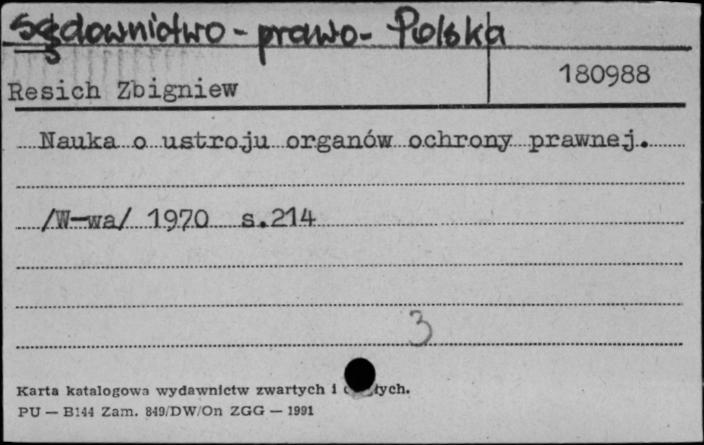 sądownictwo - prawo - Polska
Resich Zbigniew 180988
Nauka o ustroju organów ochrony prawnej.
/W-wa/ 1970 s.214
3
Karta katalogowa wydawnictw zwartych i
PU — B144 Zam. 849/DW/On ZGG — 1991